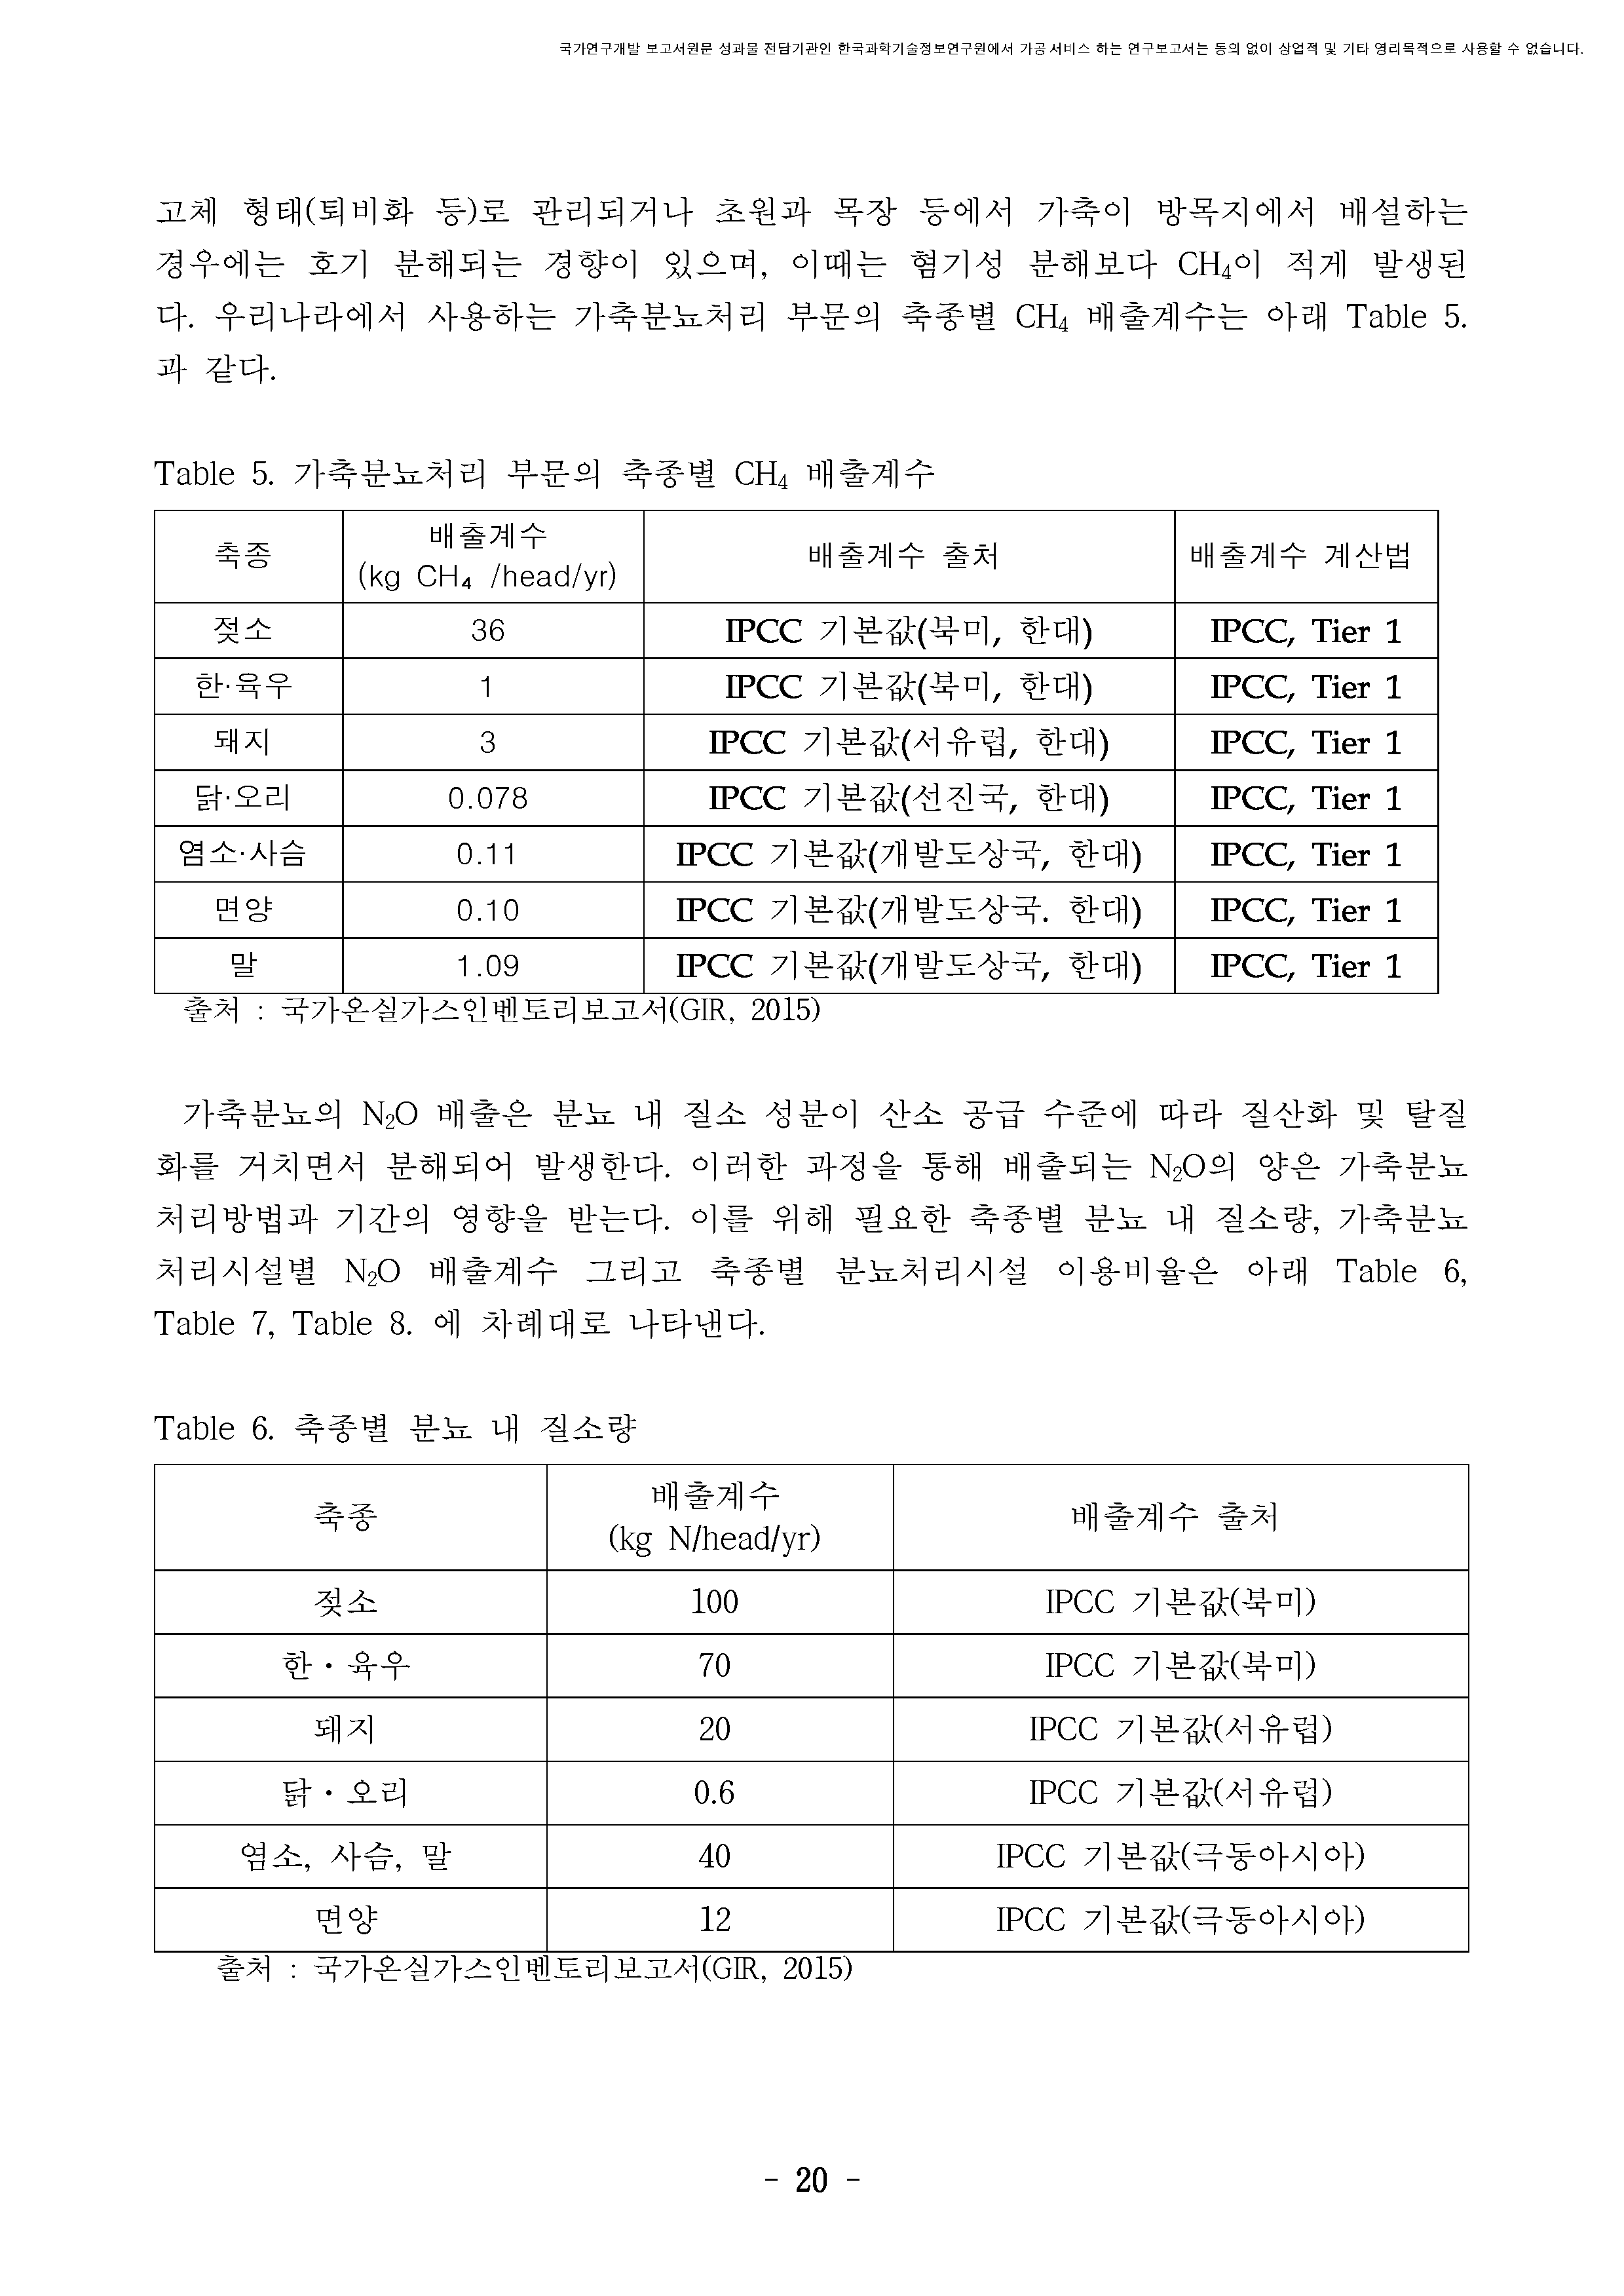 국가연구개발 보고서원문 성과물 전담기관인 한국과학기술정보연구원에서 가공·서비스 하는 연구보고서는 동의 없이 상업적 및 기타 영리목적으로 사용할 수 없습니다.
고체 형태(퇴비화 등)로 관리되거나 초원과 목장 등에서 가축이 방목지에서 배설하는
경우에는 호기 분해되는 경향이 있으며, 이때는 혐기성 분해보다 CH₄이 적게 발생된
다. 우리나라에서 사용하는 가축분뇨처리 부문의 축종별 CH₄ 배출계수는 아래 Table 5.
과 같다.
Table 5. 가축분뇨처리 부문의 축종별 CH₄ 배출계수
축종 배출계수 (kg CH₄ /head/yr) 배출계수 출처 배출계수 계산법
젖소 36 IPCC 기본값(북미, 한대) IPCC, Tier 1
한·육우 1 IPCC 기본값(북미, 한대) IPCC, Tier 1
돼지 3 IPCC 기본값(서유럽, 한대) IPCC, Tier 1
닭·오리 0.078 IPCC 기본값(선진국, 한대) IPCC, Tier 1
염소·사슴 0.11 IPCC 기본값(개발도상국, 한대) IPCC, Tier 1
면양 0.10 IPCC 기본값(개발도상국. 한대) IPCC, Tier 1
말 1.09 IPCC 기본값(개발도상국, 한대) IPCC, Tier 1
출처 : 국가온실가스인벤토리보고서(GIR, 2015)
가축분뇨의 N₂O 배출은 분뇨 내 질소 성분이 산소 공급 수준에 따라 질산화 및 탈질
화를 거치면서 분해되어 발생한다. 이러한 과정을 통해 배출되는 N₂O의 양은 가축분뇨
처리방법과 기간의 영향을 받는다. 이를 위해 필요한 축종별 분뇨 내 질소량, 가축분뇨
처리시설별 N₂O 배출계수 그리고 축종별 분뇨처리시설 이용비율은 아래 Table 6,
Table 7, Table 8. 에 차례대로 나타낸다.
Table 6. 축종별 분뇨 내 질소량
축종 배출계수 (kg N/head/yr) 배출계수 출처
젖소 100 IPCC 기본값(북미)
한·육우 70 IPCC 기본값(북미)
돼지 20 IPCC 기본값(서유럽)
닭·오리 0.6 IPCC 기본값(서유럽)
염소, 사슴, 말 40 IPCC 기본값(극동아시아)
면양 12 IPCC 기본값(극동아시아)
출처 : 국가온실가스인벤토리보고서(GIR, 2015)
- 20 -